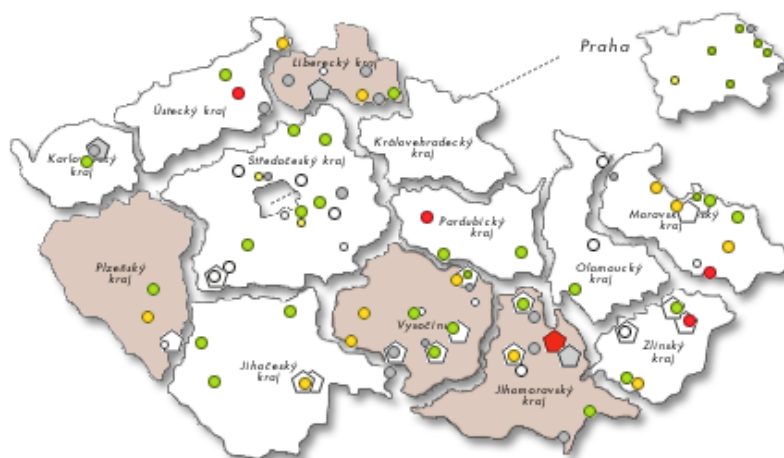 Praha
Liberecký kraj
Ústecký kraj
Královehradecký
kraj
Středočeský kraj
kraj
Pardubický
kraj
kraj
Plzeňský
kraj
Olomoucký
kraj
Vysočina
Zlínský
kraj
Jihočeský
kraj
Jihomoravský
kraj